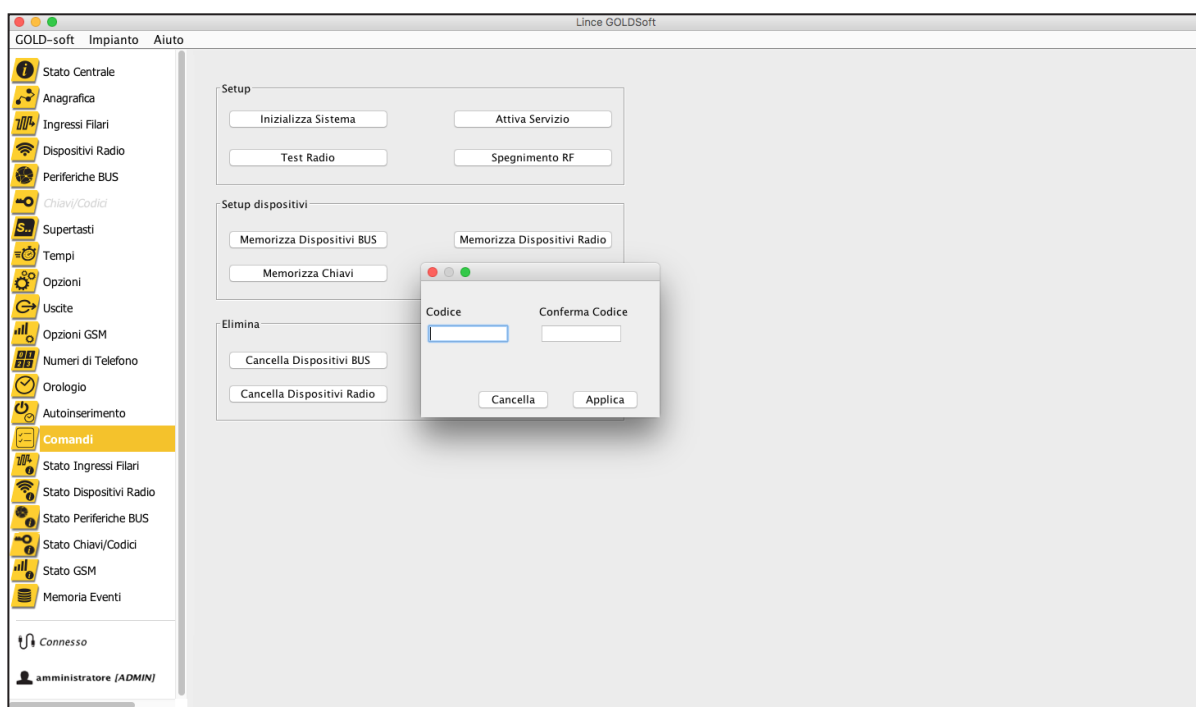 Lince GOLDSoft
GOLD-soft Impianto Aiuto
Stato Centrale
Anagrafica
Ingressi Filari
Dispositivi Radio
Periferiche BUS
Chiavi/Codici
Supertasti
Tempi
Opzioni
Uscite
Opzioni GSM
Numeri di Telefono
Orologio
Autoinserimento
Comandi
Stato Ingressi Filari
Stato Dispositivi Radio
Stato Periferiche BUS
Stato Chiavi/Codici
Stato GSM
Memoria Eventi
Connesso
amministratore [ADMIN]
Setup
Inizializza Sistema Attiva Servizio
Test Radio Spegnimento RF
Setup dispositivi
Memorizza Dispositivi BUS Memorizza Dispositivi Radio
Memorizza Chiavi
Elimina
Cancella Dispositivi BUS
Cancella Dispositivi Radio
Codice Conferma Codice
Cancella Applica